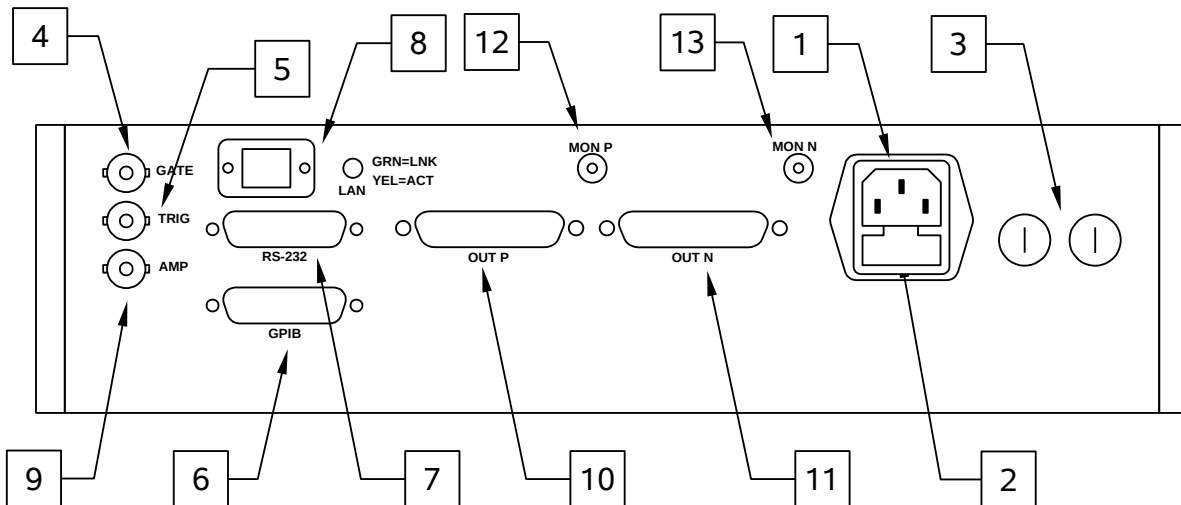 4
5
8
12
13
1
3
GATE
TRIG
AMP
LAN
GRN=LNK
YEL=ACT
MON P
MON N
RS-232
OUT P
OUT N
GPIB
9
6
7
10
11
2